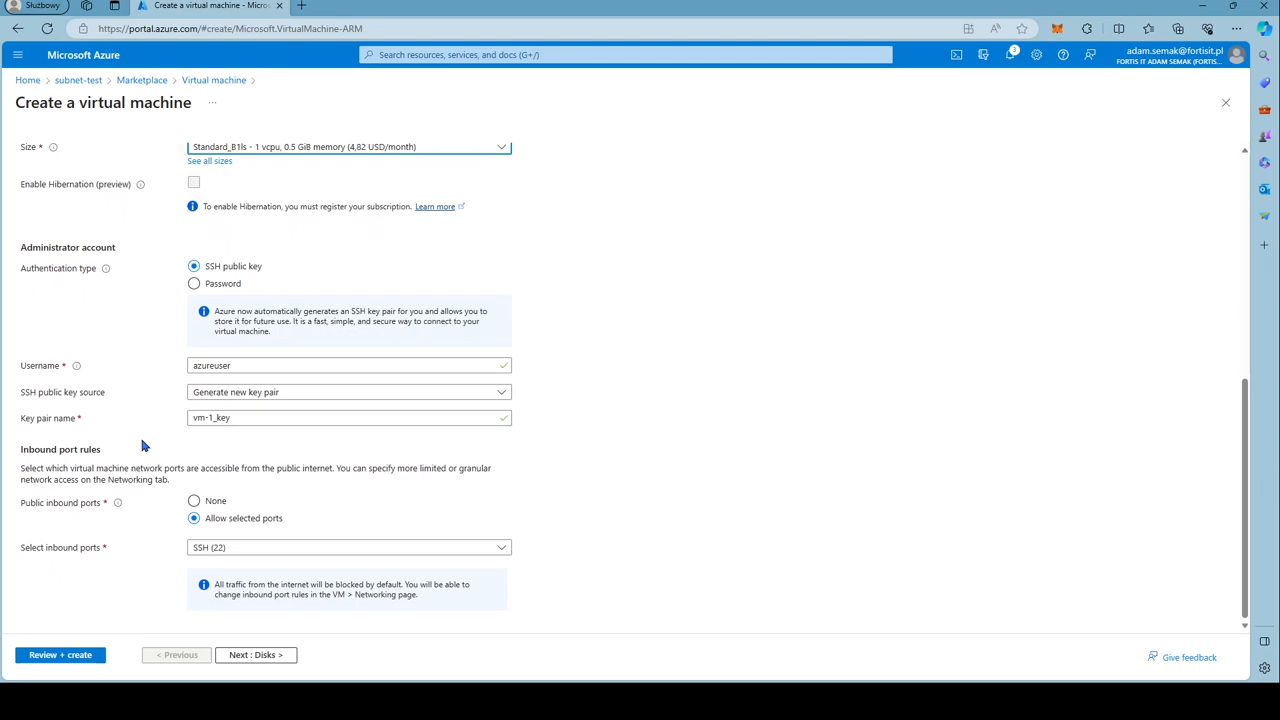 Służbowy
Create a virtual machine - Micros
https://portal.azure.com/#create/Microsoft.VirtualMachine-ARM
Microsoft Azure
Search resources, services, and docs (G+/)
3
adam.semak@fortisit.pl
FORTIS IT ADAM SEMAK (FORTIS...
Home > subnet-test > Marketplace > Virtual machine >
Create a virtual machine ...
Size *
Standard_B1ls - 1 vcpu, 0.5 GiB memory (4,82 USD/month)
See all sizes
Enable Hibernation (preview)
To enable Hibernation, you must register your subscription. Learn more
Administrator account
Authentication type
SSH public key
Password
Azure now automatically generates an SSH key pair for you and allows you to
store it for future use. It is a fast, simple, and secure way to connect to your
virtual machine.
Username *
azureuser
SSH public key source
Generate new key pair
Key pair name *
vm-1_key
Inbound port rules
Select which virtual machine network ports are accessible from the public internet. You can specify more limited or granular
network access on the Networking tab.
Public inbound ports *
None
Allow selected ports
Select inbound ports *
SSH (22)
All traffic from the internet will be blocked by default. You will be able to
change inbound port rules in the VM > Networking page.
Review + create
< Previous
Next : Disks >
Give feedback